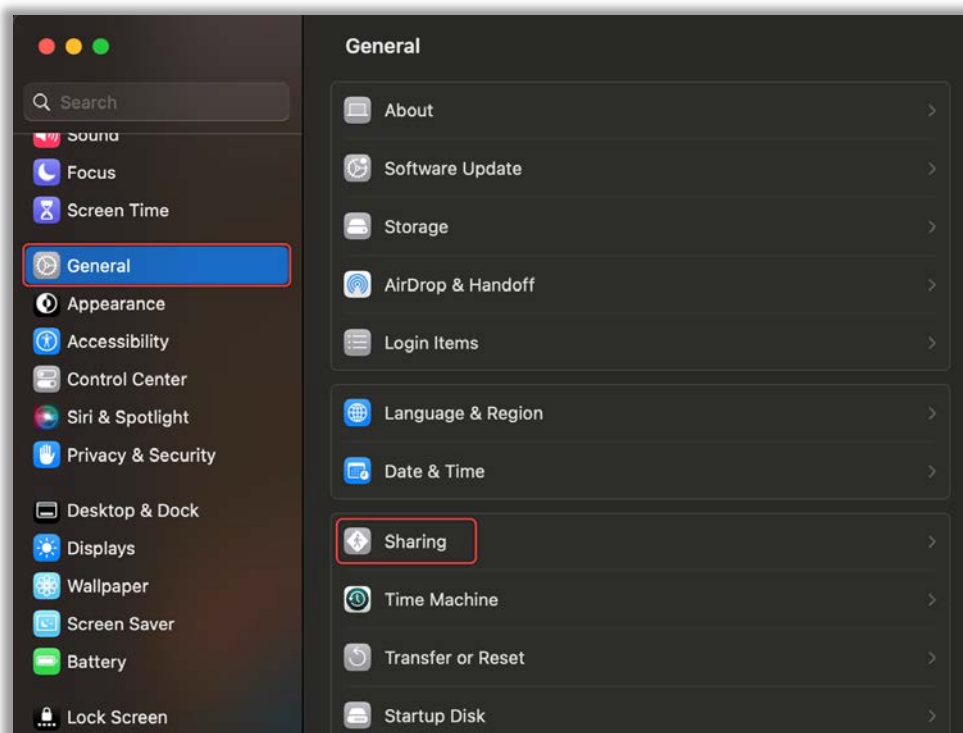 Search
Sound
Focus
Screen Time
General
Appearance
Accessibility
Control Center
Siri & Spotlight
Privacy & Security
Desktop & Dock
Displays
Wallpaper
Screen Saver
Battery
Lock Screen
General
About
Software Update
Storage
AirDrop & Handoff
Login Items
Language & Region
Date & Time
Sharing
Time Machine
Transfer or Reset
Startup Disk